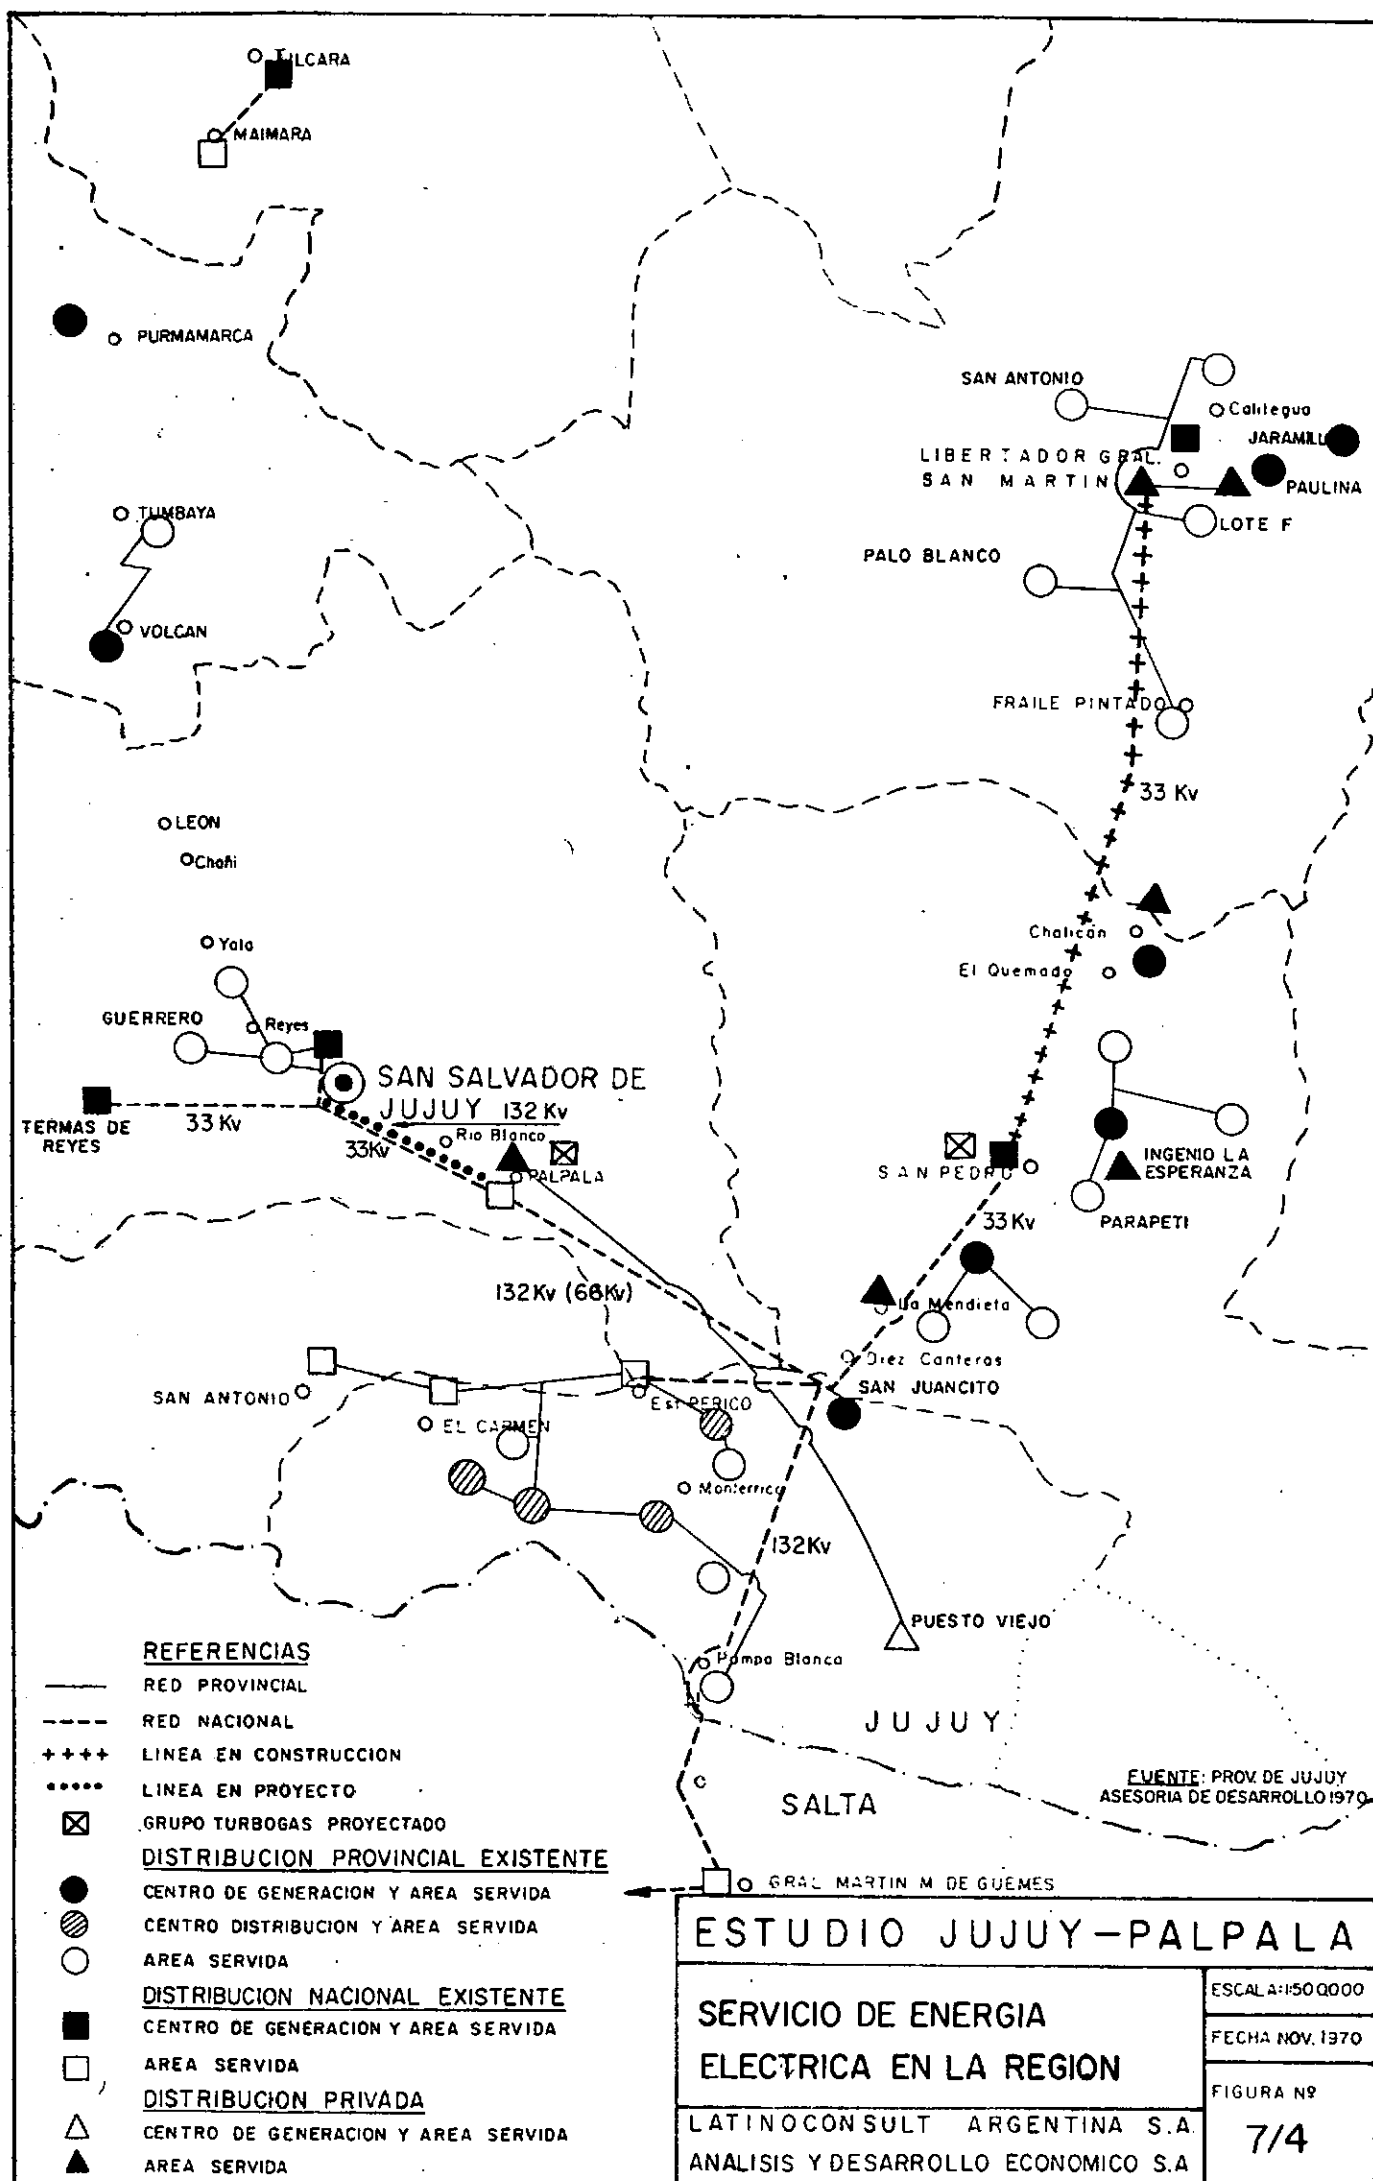 TILCARA
MAIMARA
PURMAMARCA
SAN ANTONIO
Calilegua
JARAMILL
LIBERTADOR GRAL.
SAN MARTIN
PAULINA
TUMBAYA
LOTE F
PALO BLANCO
VOLCAN
FRAILE PINTADO
33 Kv
LEON
Chañi
Chalican
Yala
El Quemado
GUERRERO
Reyes
SAN SALVADOR DE
JUJUY 132 Kv
TERMAS DE
REYES
33 Kv
33Kv
Rio Blanco
PALPALA
SAN PEDRO
INGENIO LA
ESPERANZA
33Kv
PARAPETI
132Kv (66Kv)
La Mendieta
Diez Canteros
SAN JUANCITO
SAN ANTONIO
Est PERICO
EL CARMEN
Monterrico
132Kv
PUESTO VIEJO
Pampa Blanca
JUJUY
SALTA
FUENTE: PROV. DE JUJUY
ASESORIA DE DESARROLLO 1970
GRAL MARTIN M DE GUEMES
REFERENCIAS
RED PROVINCIAL
RED NACIONAL
LINEA EN CONSTRUCCION
LINEA EN PROYECTO
GRUPO TURBOGAS PROYECTADO
DISTRIBUCION PROVINCIAL EXISTENTE
CENTRO DE GENERACION Y AREA SERVIDA
CENTRO DISTRIBUCION Y AREA SERVIDA
AREA SERVIDA
DISTRIBUCION NACIONAL EXISTENTE
CENTRO DE GENERACION Y AREA SERVIDA
AREA SERVIDA
DISTRIBUCION PRIVADA
CENTRO DE GENERACION Y AREA SERVIDA
AREA SERVIDA
ESTUDIO JUJUY-PALPALA
SERVICIO DE ENERGIA
ELECTRICA EN LA REGION
ESCALA:1:500.000
FECHA NOV. 1970
FIGURA Nº
7/4
LATINOCONSULT ARGENTINA S.A.
ANALISIS Y DESARROLLO ECONOMICO S.A